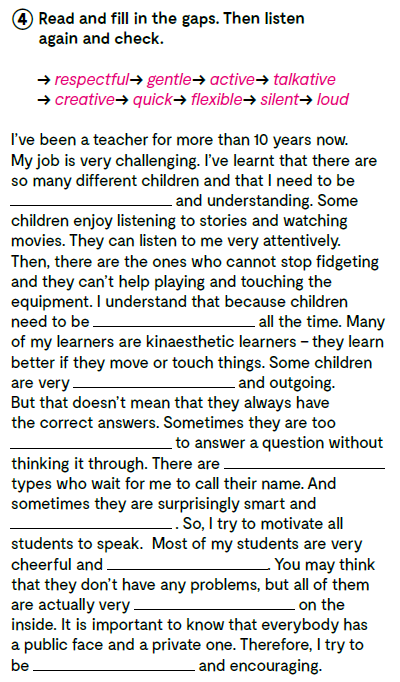 4 Read and fill in the gaps. Then listen
again and check.
→ respectful→ gentle→ active→ talkative
→ creative→ quick→ flexible→ silent→ loud
I've been a teacher for more than 10 years now.
My job is very challenging. I've learnt that there are
so many different children and that I need to be
____________________ and understanding. Some
children enjoy listening to stories and watching
movies. They can listen to me very attentively.
Then, there are the ones who cannot stop fidgeting
and they can't help playing and touching the
equipment. I understand that because children
need to be ____________________ all the time. Many
of my learners are kinaesthetic learners – they learn
better if they move or touch things. Some children
are very ____________________ and outgoing.
But that doesn't mean that they always have
the correct answers. Sometimes they are too
____________________ to answer a question without
thinking it through. There are ____________________
types who wait for me to call their name. And
sometimes they are surprisingly smart and
____________________ . So, I try to motivate all
students to speak. Most of my students are very
cheerful and ____________________. You may think
that they don't have any problems, but all of them
are actually very ____________________ on the
inside. It is important to know that everybody has
a public face and a private one. Therefore, I try to
be ____________________ and encouraging.